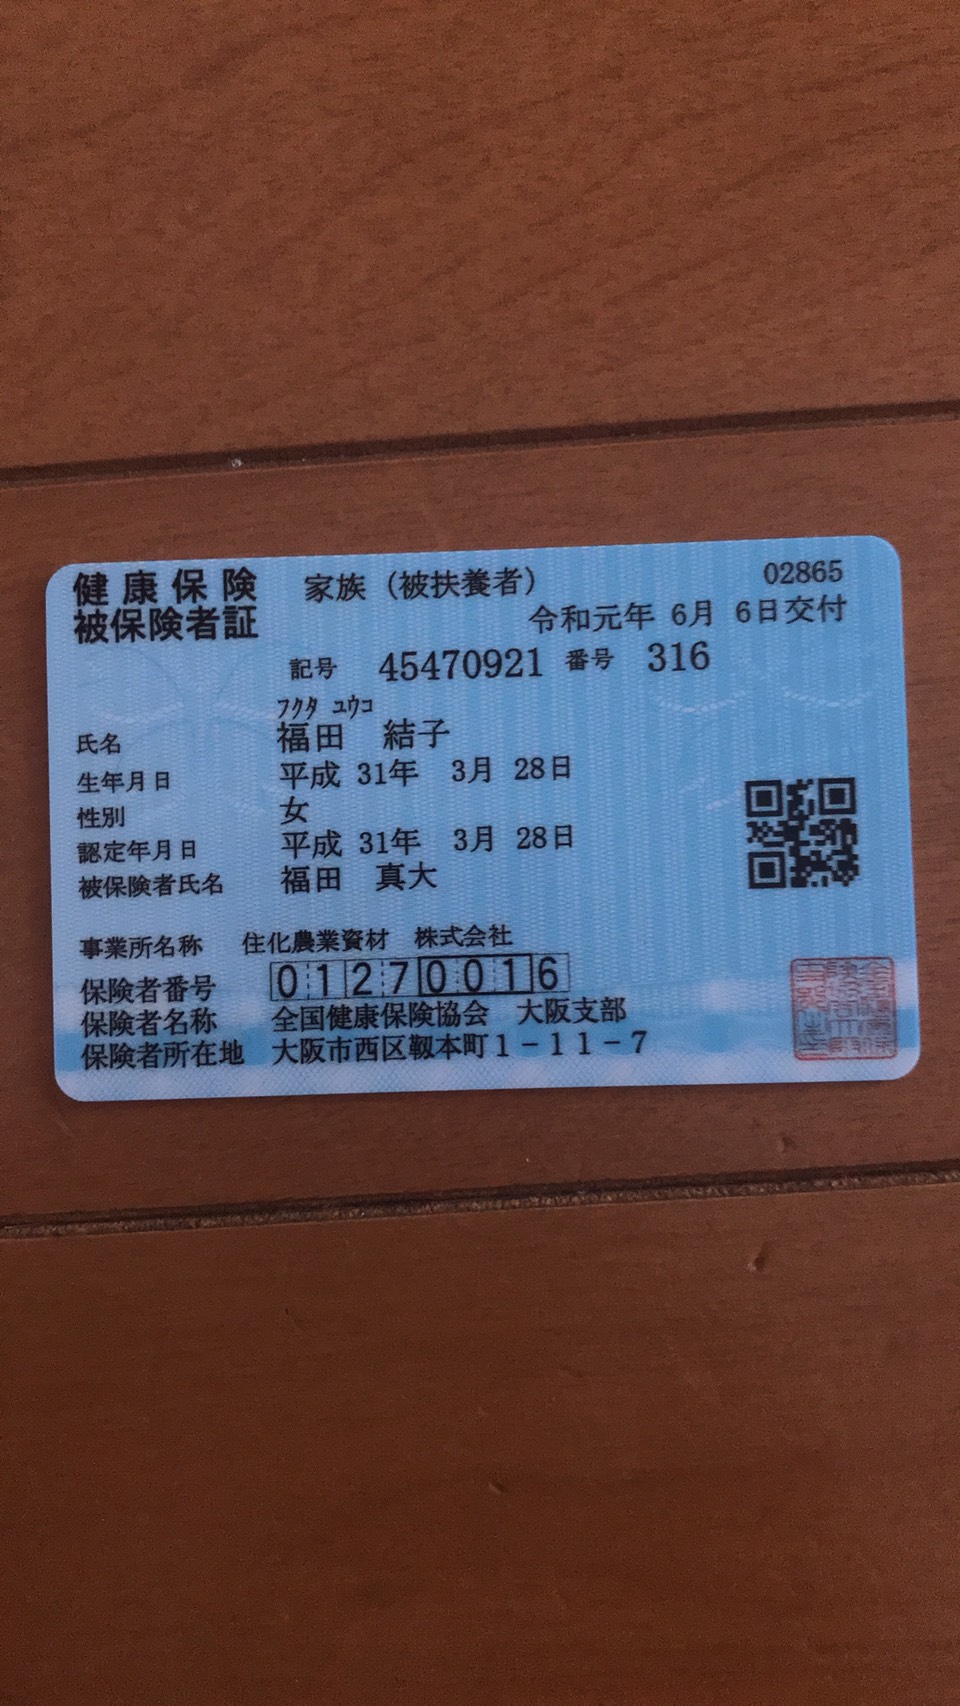 健康保険 家族（被扶養者） 02865
被保険者証 令和元年 6月 6日交付
記号 45470921 番号 316
フクタ ユウコ
氏名 福田 結子
生年月日 平成 31年 3月 28日
性別 女
認定年月日 平成 31年 3月 28日
被保険者氏名 福田 真大
事業所名称 住化農業資材 株式会社
保険者番号 01270016
保険者名称 全国健康保険協会 大阪支部
保険者所在地 大阪市西区靱本町1-11-7